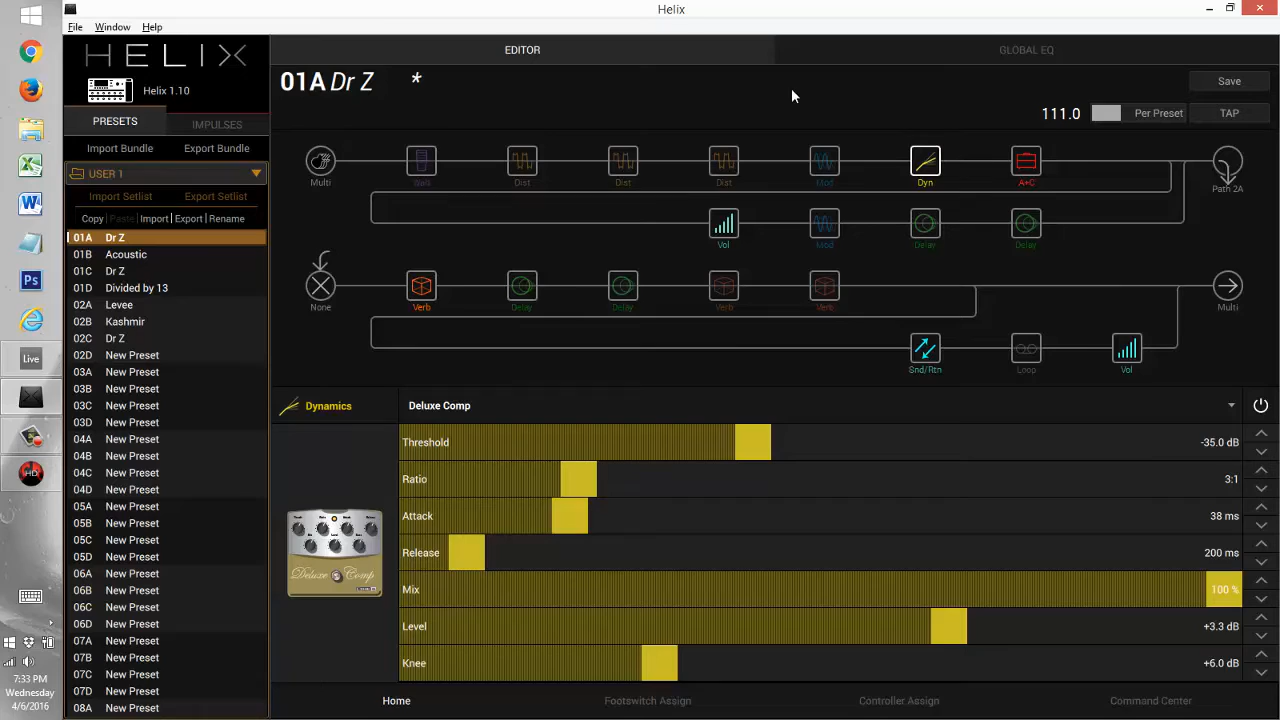 Helix
File Window Help
HELIX
Helix 1.10
PRESETS IMPULSES
Import Bundle Export Bundle
USER 1
Import Setlist Export Setlist
Copy Paste Import Export Rename
01A Dr Z
01B Acoustic
01C Dr Z
01D Divided by 13
02A Levee
02B Kashmir
02C Dr Z
02D New Preset
03A New Preset
03B New Preset
03C New Preset
03D New Preset
04A New Preset
04B New Preset
04C New Preset
04D New Preset
05A New Preset
05B New Preset
05C New Preset
05D New Preset
06A New Preset
06B New Preset
06C New Preset
06D New Preset
07A New Preset
07B New Preset
07C New Preset
07D New Preset
08A New Preset
EDITOR GLOBAL EQ
01A Dr Z *
Save
111.0 Per Preset TAP
Multi Wah Dist Dist Dist Mod Dyn A+C Path 2A
Vol Mod Delay Delay
None Verb Delay Delay Verb Verb Multi
Snd/Rtn Loop Vol
Dynamics Deluxe Comp
Threshold -35.0 dB
Ratio 3:1
Attack 38 ms
Release 200 ms
Mix 100 %
Level +3.3 dB
Knee +6.0 dB
Deluxe Comp
Home Footswitch Assign Controller Assign Command Center
Live
Ps
HD
7:33 PM
Wednesday
4/6/2016